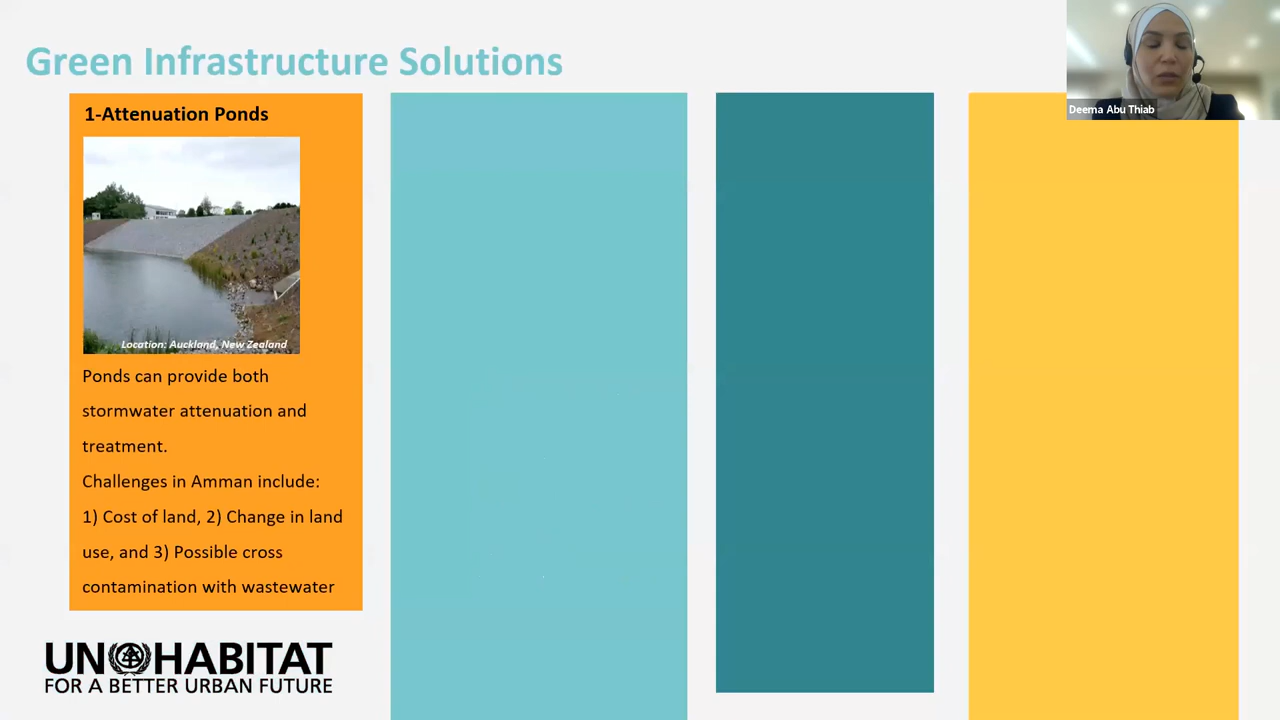 Green Infrastructure Solutions
Deema Abu Thiab
1-Attenuation Ponds
Location: Auckland, New Zealand
Ponds can provide both
stormwater attenuation and
treatment.
Challenges in Amman include:
1) Cost of land, 2) Change in land
use, and 3) Possible cross
contamination with wastewater
UN HABITAT
FOR A BETTER URBAN FUTURE